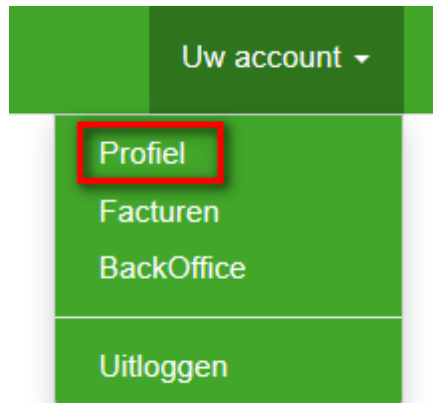 Uw account
Profiel
Facturen
BackOffice
Uitloggen